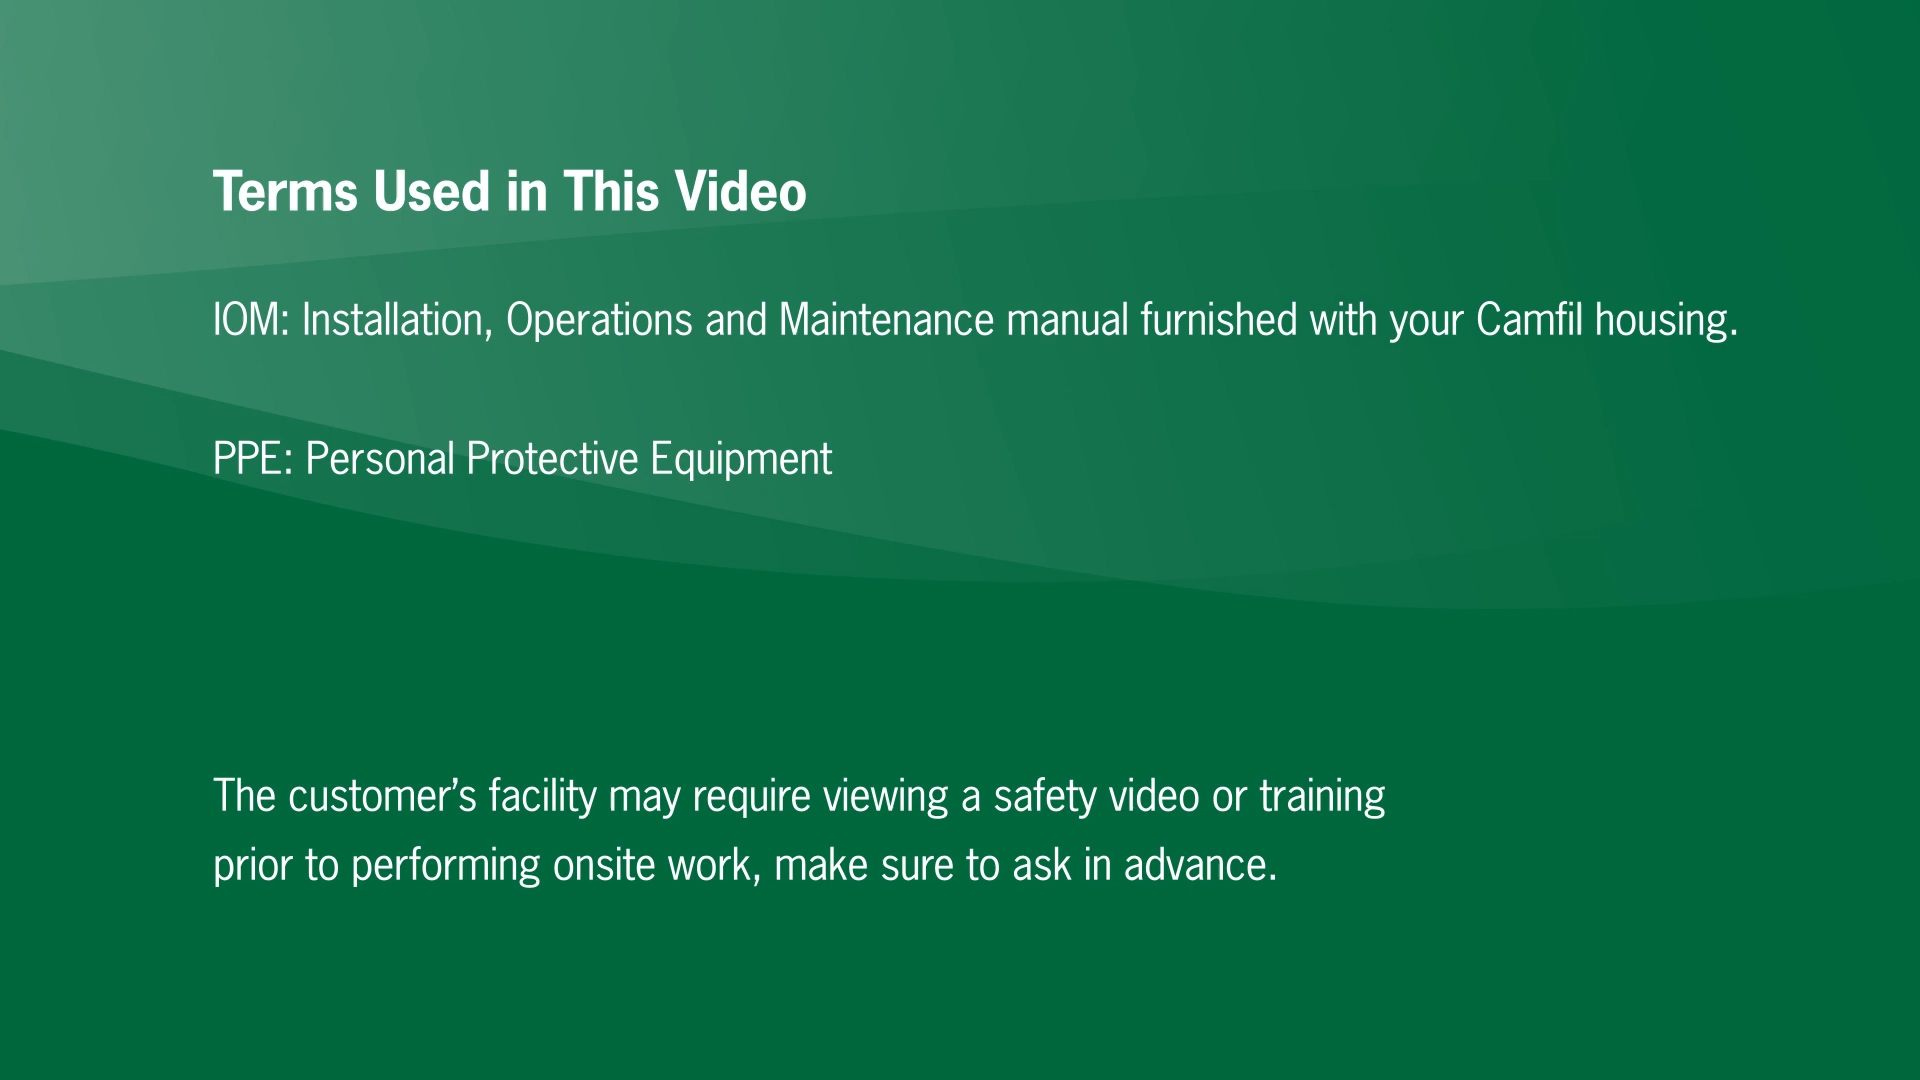 Terms Used in This Video
IOM: Installation, Operations and Maintenance manual furnished with your Camfil housing.
PPE: Personal Protective Equipment
The customer’s facility may require viewing a safety video or training
prior to performing onsite work, make sure to ask in advance.